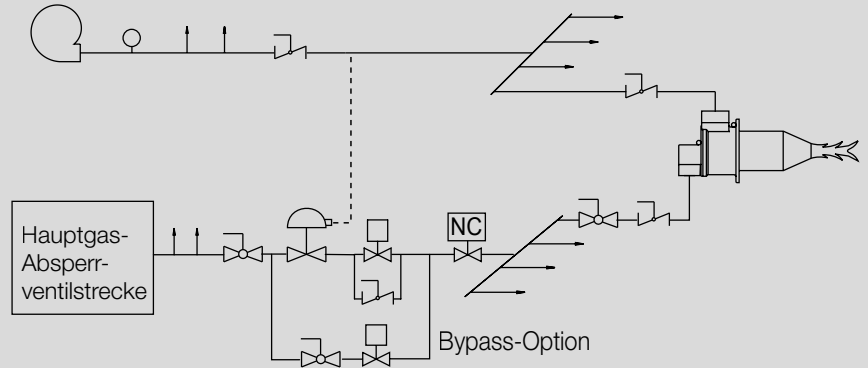 Hauptgas-
Absperr-
ventilstrecke
NC
Bypass-Option